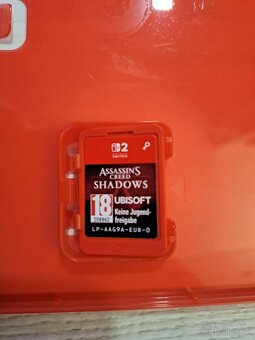 2
SWITCH
ASSASSIN'S
CREED
SHADOWS
18 UBISOFT
Keine Jugend-
freigabe
LP-AAG9A-EUR-0